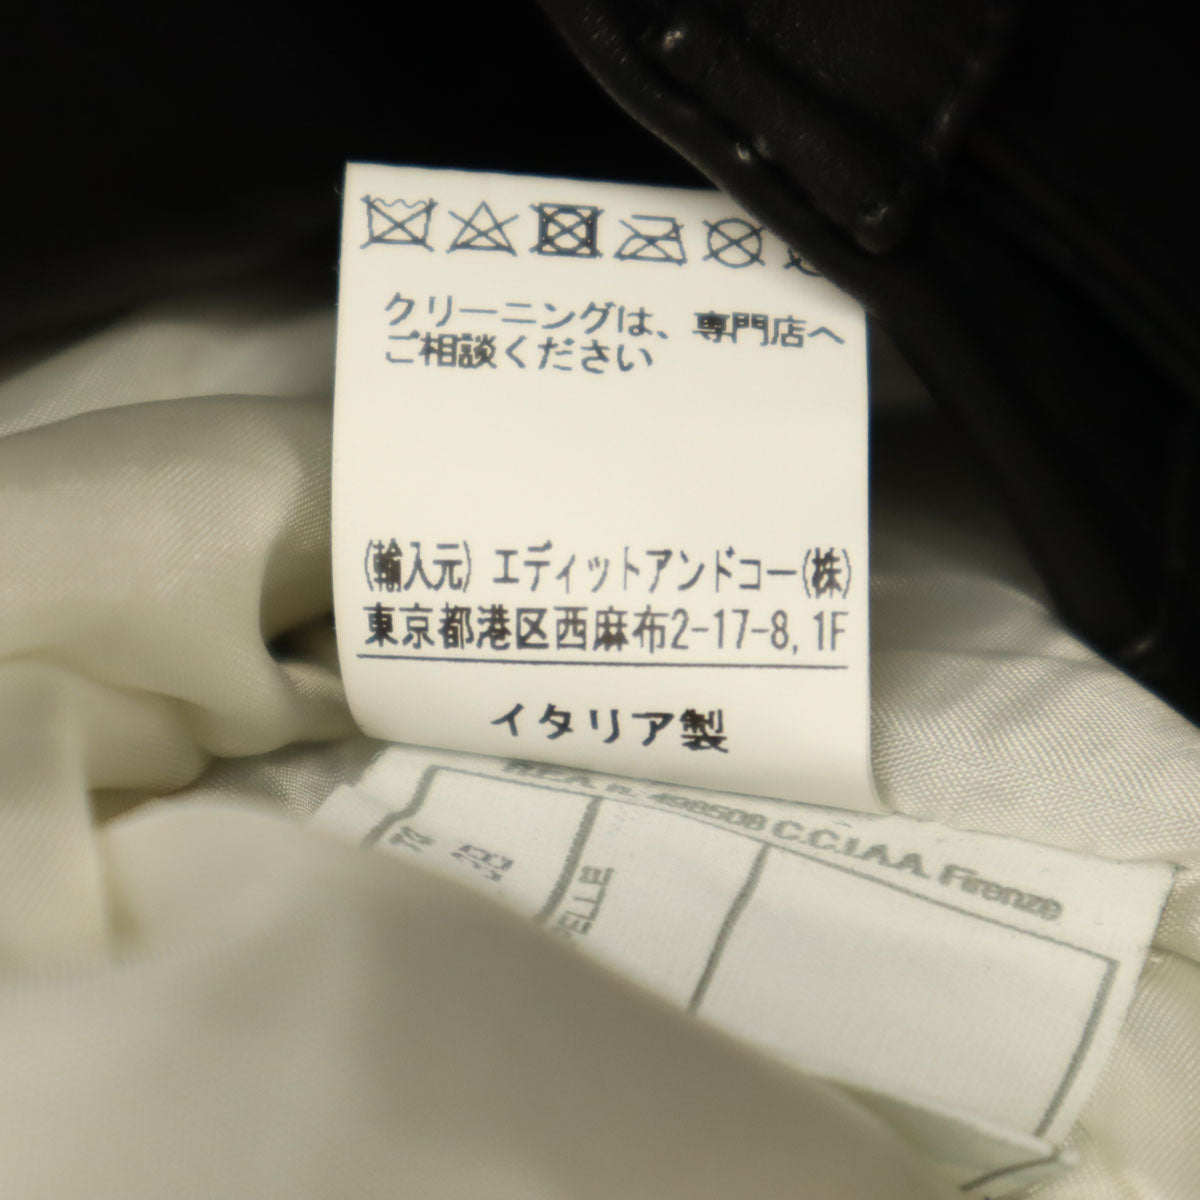 クリーニングは、専門店へ
ご相談ください
(輸入元) エディットアンドコー(株)
東京都港区西麻布2-17-8, 1F
イタリア製
R.E.A. n. 498508 C.C.I.A.A. Firenze
PELLE